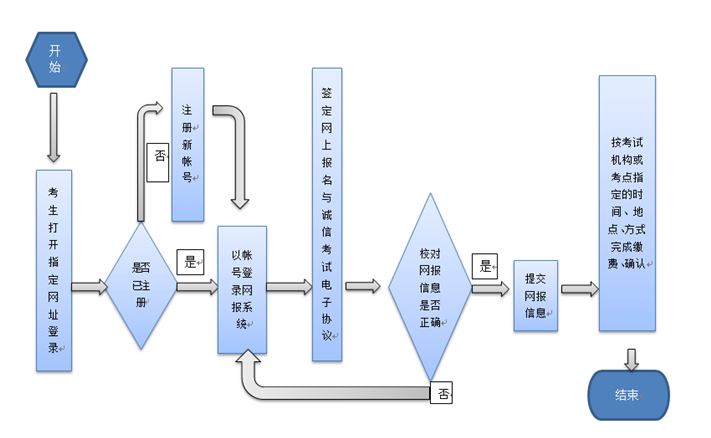 开
始
考
生
打
开
指
定
网
址
登
录
是否
已注
册
否
注
册
新
帐
号
是
以帐
号登
录网
报系
统
签
定
网
上
报
名
与
诚
信
考
试
电
子
协
议
校对
网报
信息
是否
正确
否
是
提交
网报
信息
按考试
机构或
考点指
定的时
间、地
点、方式
完成缴
费、确认
结束